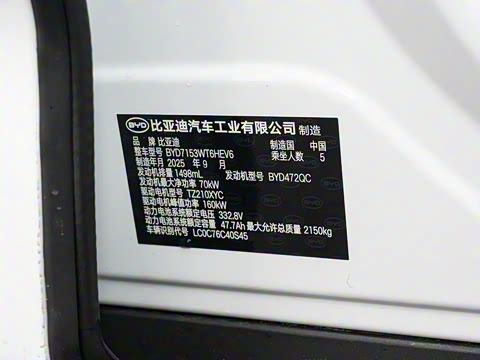 BYD 比亚迪汽车工业有限公司 制造
品 牌 比亚迪 制造国 中国
整车型号 BYD7153WT6HEV6 乘坐人数 5
制造年月 2025 年 9 月
发动机排量 1498mL 发动机型号 BYD472QC
发动机最大净功率 70kW
驱动电机型号 TZ210XYC
驱动电机峰值功率 160kW
动力电池系统额定电压 332.8V
动力电池系统额定容量 47.7Ah 最大允许总质量 2150kg
车辆识别代号 LC0C76C40S45